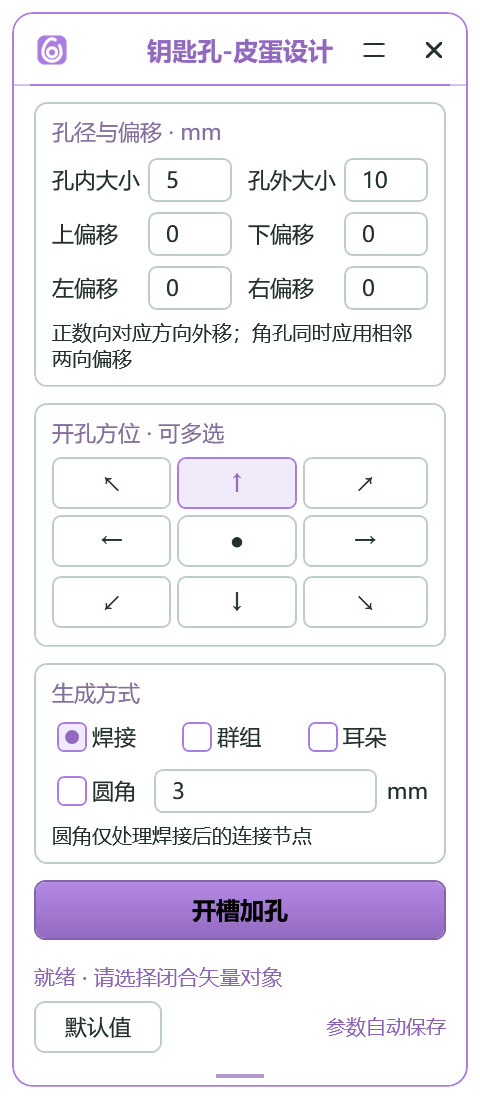 钥匙孔-皮蛋设计
孔径与偏移 · mm
孔内大小 5 孔外大小 10
上偏移 0 下偏移 0
左偏移 0 右偏移 0
正数向对应方向外移；角孔同时应用相邻
两向偏移
开孔方位 · 可多选
↖ ↑ ↗
← ● →
↙ ↓ ↘
生成方式
焊接 群组 耳朵
圆角 3 mm
圆角仅处理焊接后的连接节点
开槽加孔
就绪 · 请选择闭合矢量对象
默认值 参数自动保存